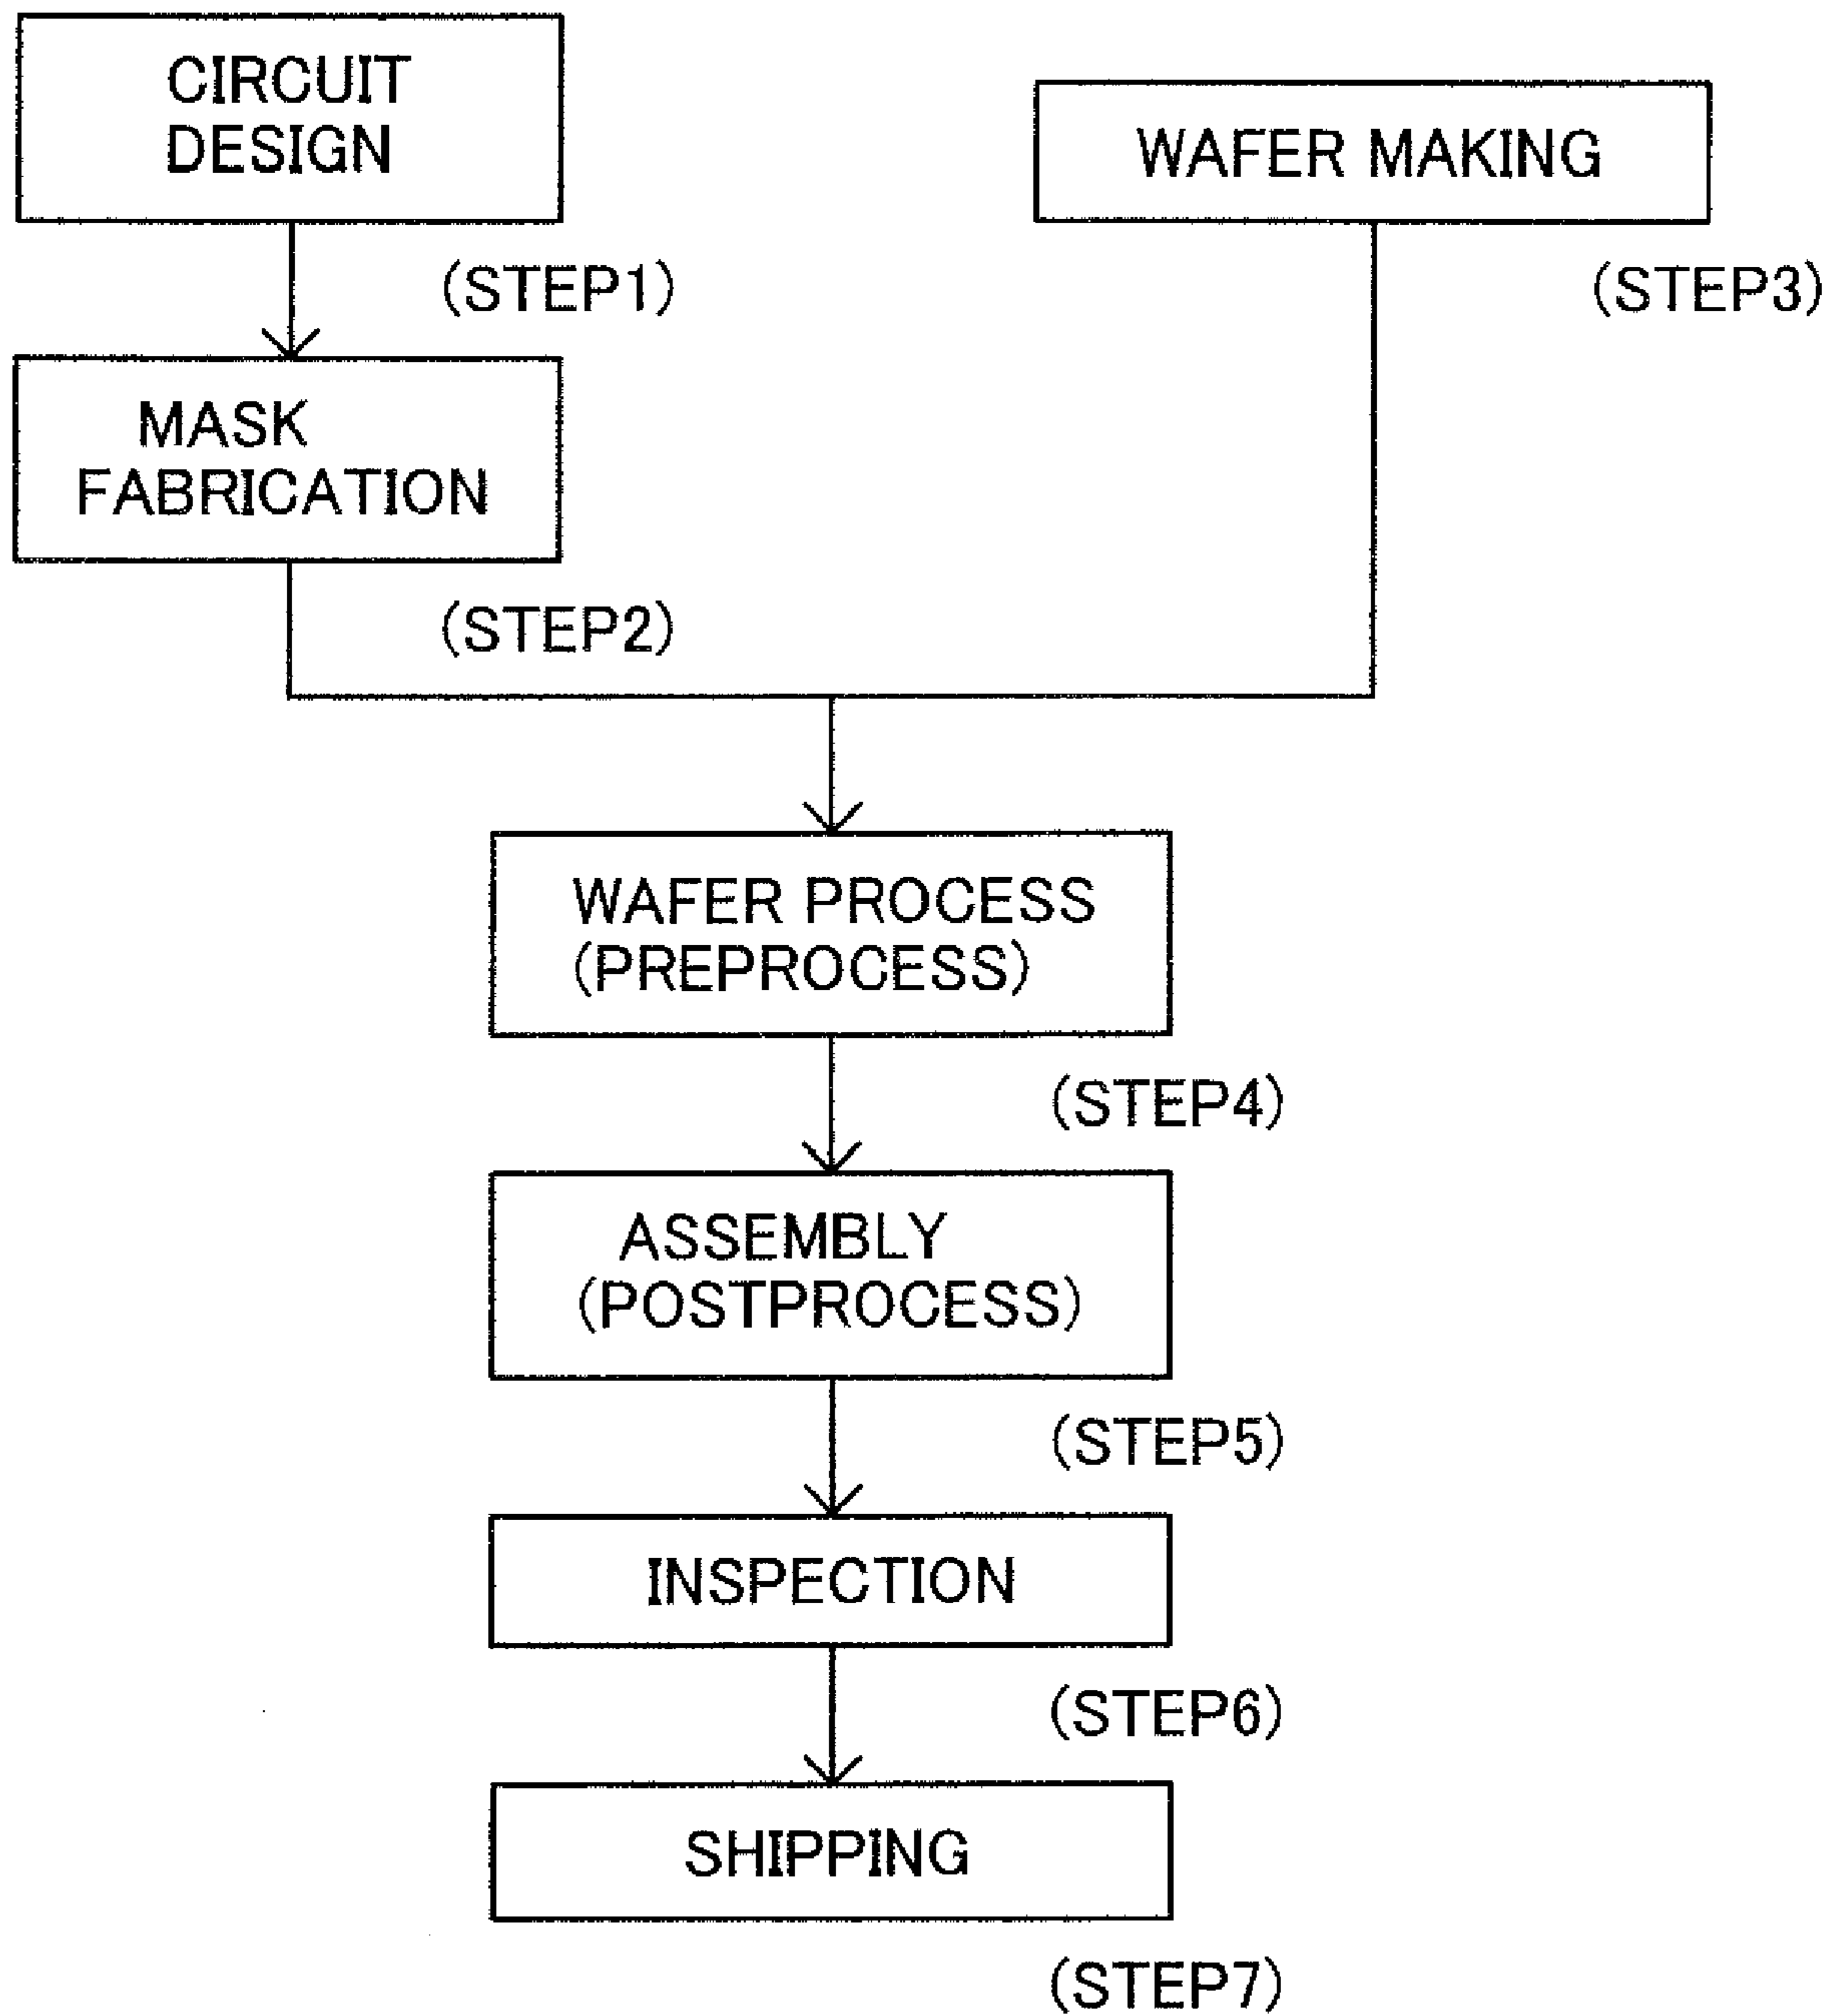 CIRCUIT
DESIGN
(STEP1)
WAFER MAKING
(STEP3)
MASK
FABRICATION
(STEP2)
WAFER PROCESS
(PREPROCESS)
(STEP4)
ASSEMBLY
(POSTPROCESS)
(STEP5)
INSPECTION
(STEP6)
SHIPPING
(STEP7)